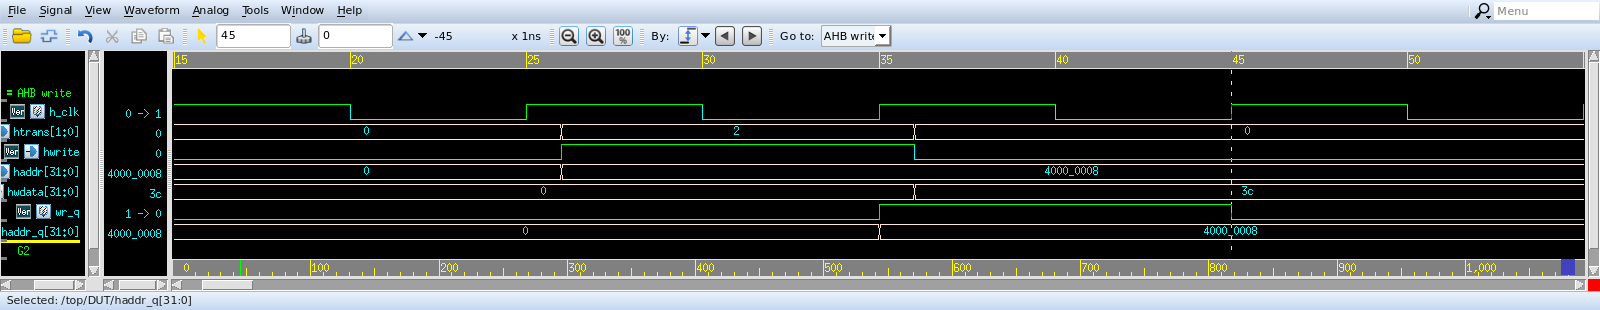 File Signal View Waveform Analog Tools Window Help Menu
45 0 -45 x 1ns 100% By: Go to: AHB write
15 20 25 30 35 40 45 50
= AHB write
Ver h_clk 0 -> 1
htrans[1:0] 0 0 2 0
Ver hwrite 0
haddr[31:0] 4000_0008 0 4000_0008
hwdata[31:0] 3c 0 3c
Ver wr_q 1 -> 0
haddr_q[31:0] 4000_0008 0 4000_0008
G2
0 100 200 300 400 500 600 700 800 900 1,000
Selected: /top/DUT/haddr_q[31:0]